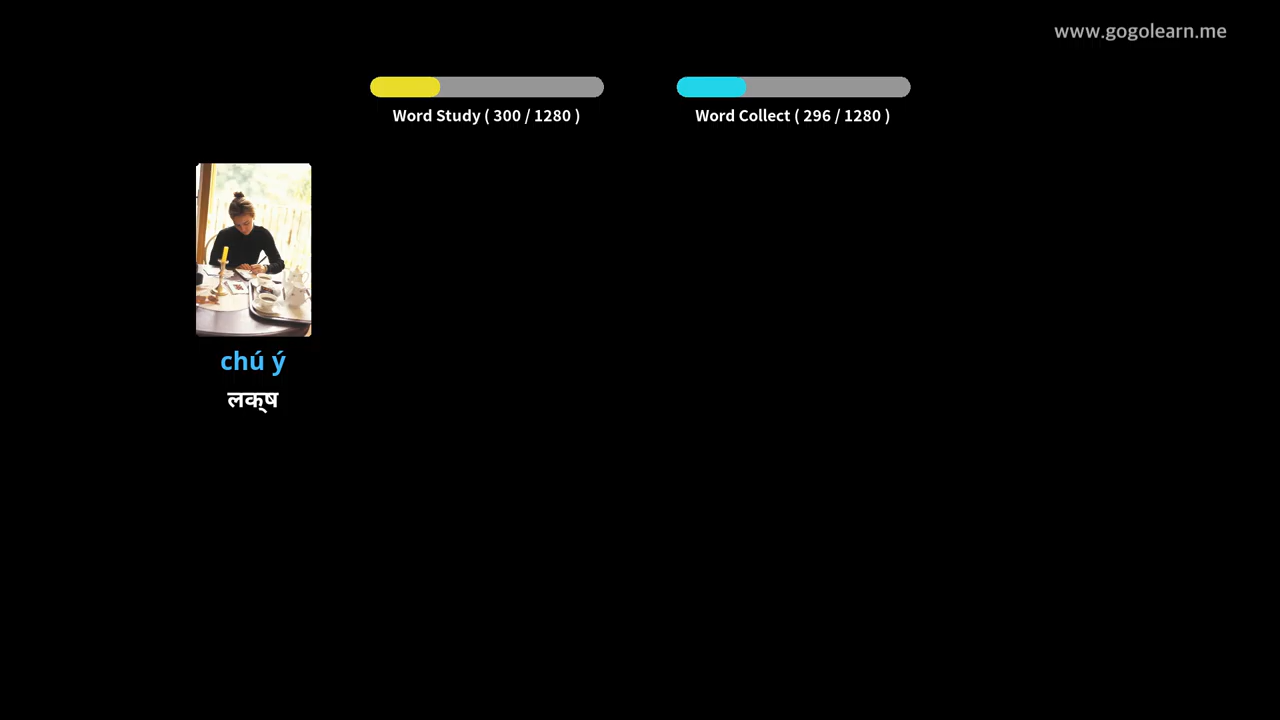 www.gogolearn.me
Word Study ( 300 / 1280 )
Word Collect ( 296 / 1280 )
chú ý
लक्ष